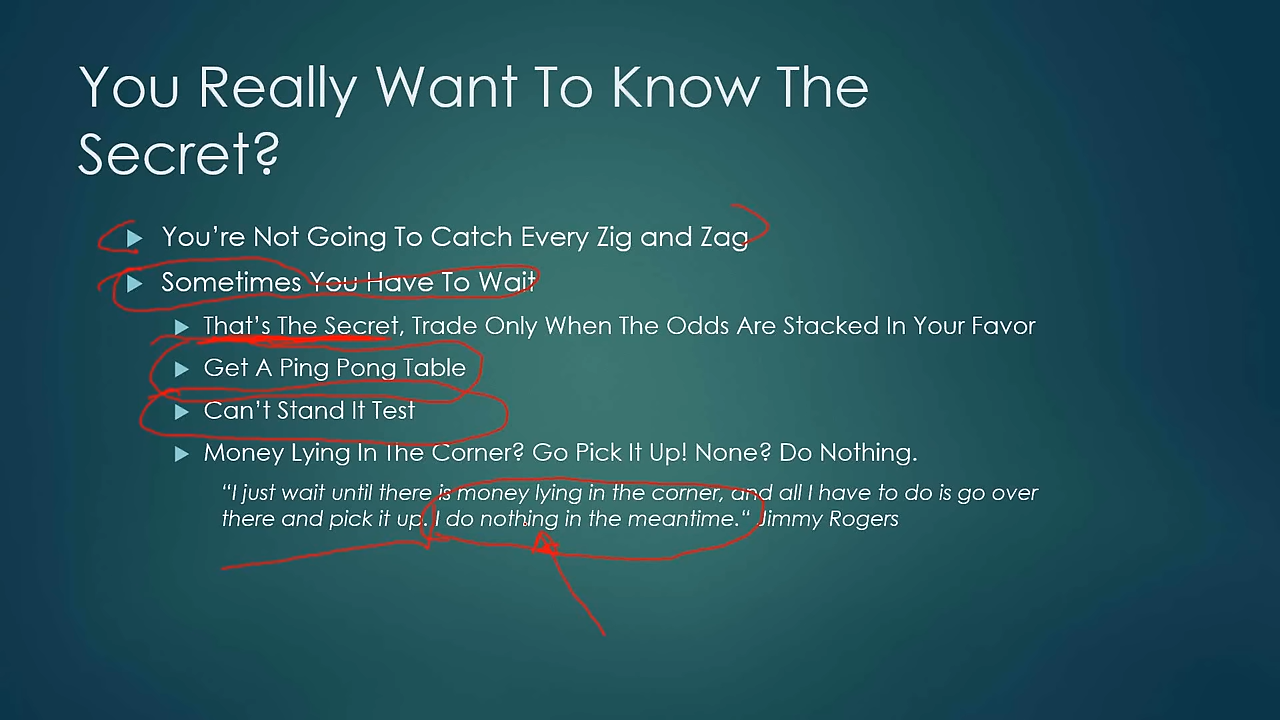 You Really Want To Know The
Secret?
You're Not Going To Catch Every Zig and Zag
Sometimes You Have To Wait
That's The Secret, Trade Only When The Odds Are Stacked In Your Favor
Get A Ping Pong Table
Can't Stand It Test
Money Lying In The Corner? Go Pick It Up! None? Do Nothing.
“I just wait until there is money lying in the corner, and all I have to do is go over
there and pick it up. I do nothing in the meantime.“ Jimmy Rogers